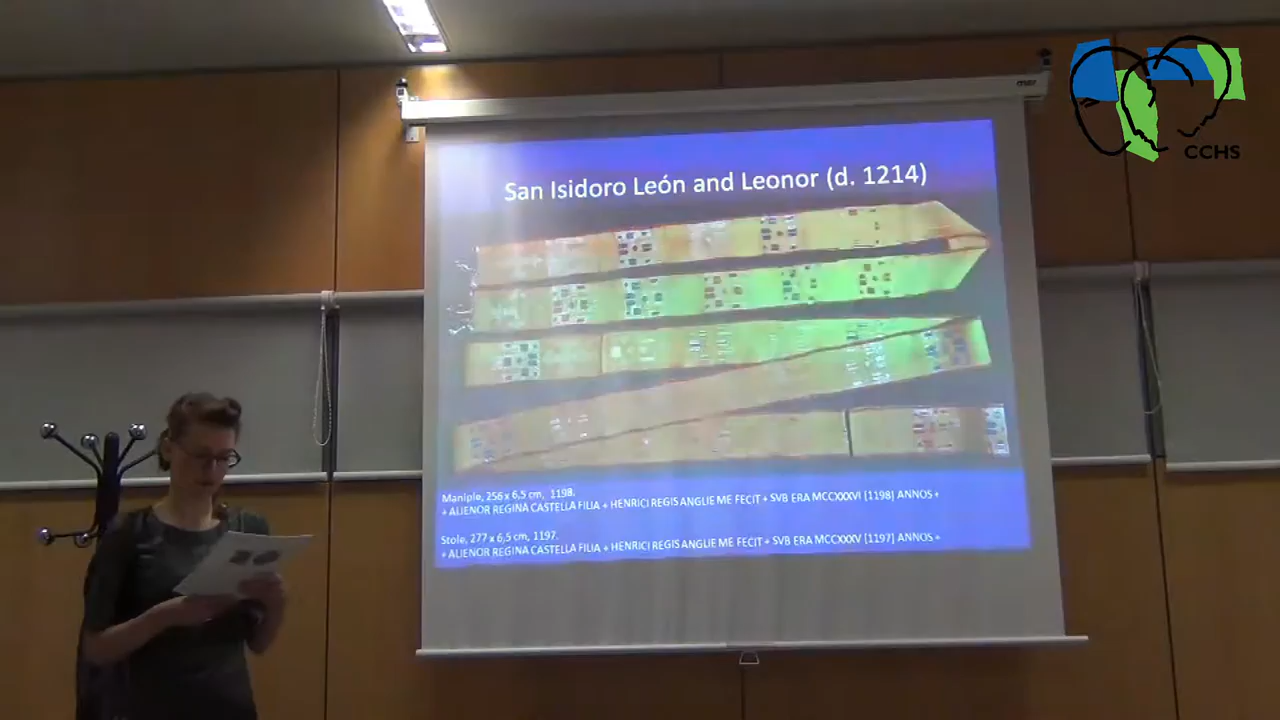 CCHS
San Isidoro León and Leonor (d. 1214)
Maniple, 256 x 6,5 cm, 1198.
+ ALIENOR REGINA CASTELLA FILIA + HENRICI REGIS ANGLIE ME FECIT + SVB ERA MCCXXXVI [1198] ANNOS +
Stole, 277 x 6,5 cm, 1197.
+ ALIENOR REGINA CASTELLA FILIA + HENRICI REGIS ANGLIE ME FECIT + SVB ERA MCCXXXV [1197] ANNOS +